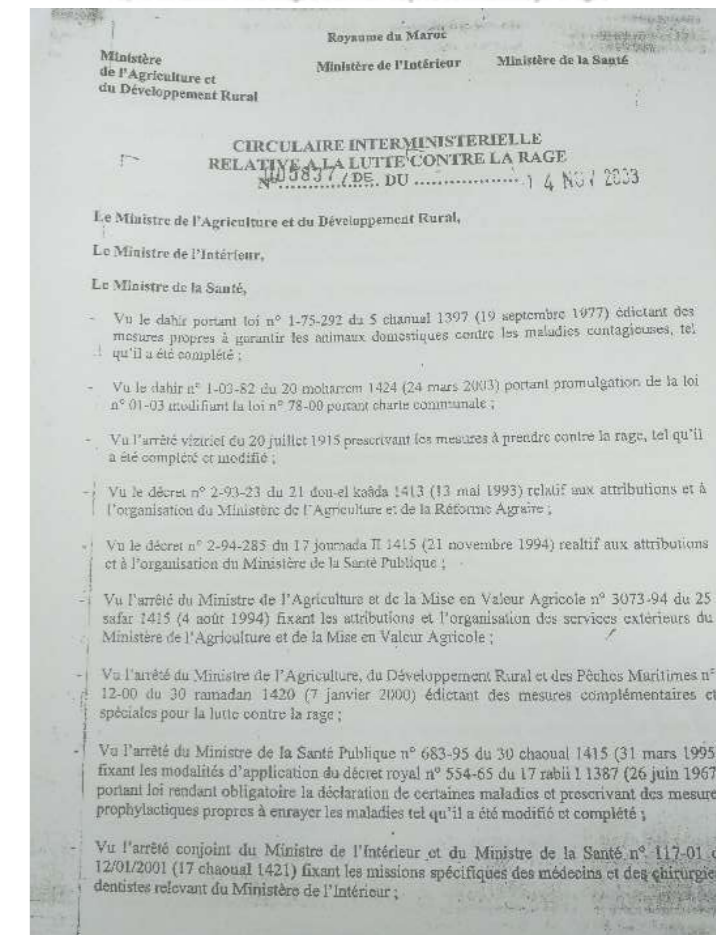 Royaume du Maroc
Ministère
de l'Agriculture et
du Développement Rural
Ministère de l'Intérieur
Ministère de la Santé
CIRCULAIRE INTERMINISTERIELLE
RELATIVE A LA LUTTE CONTRE LA RAGE
N° 005837 / DE. DU .................. 14 NOV 2003
Le Ministre de l'Agriculture et du Développement Rural,
Le Ministre de l'Intérieur,
Le Ministre de la Santé,
- Vu le dahir portant loi n° 1-75-292 du 5 chaoual 1397 (19 septembre 1977) édictant des
mesures propres à garantir les animaux domestiques contre les maladies contagieuses, tel
qu'il a été complété ;
- Vu le dahir n° 1-03-82 du 20 moharrem 1424 (24 mars 2003) portant promulgation de la loi
n° 01-03 modifiant la loi n° 78-00 portant charte communale ;
- Vu l'arrêté viziriel du 20 juillet 1915 prescrivant les mesures à prendre contre la rage, tel qu'il
a été complété et modifié ;
- Vu le décret n° 2-93-23 du 21 dou-el kaâda 1413 (13 mai 1993) relatif aux attributions et à
l'organisation du Ministère de l'Agriculture et de la Réforme Agraire ;
- Vu le décret n° 2-94-285 du 17 joumada II 1415 (21 novembre 1994) realtif aux attributions
et à l'organisation du Ministère de la Santé Publique ;
- Vu l'arrêté du Ministre de l'Agriculture et de la Mise en Valeur Agricole n° 3073-94 du 25
safar 1415 (4 août 1994) fixant les attributions et l'organisation des services extérieurs du
Ministère de l'Agriculture et de la Mise en Valeur Agricole ;
- Vu l'arrêté du Ministre de l'Agriculture, du Développement Rural et des Pêches Maritimes n°
12-00 du 30 ramadan 1420 (7 janvier 2000) édictant des mesures complémentaires et
spéciales pour la lutte contre la rage ;
- Vu l'arrêté du Ministre de la Santé Publique n° 683-95 du 30 chaoual 1415 (31 mars 1995
fixant les modalités d'application du décret royal n° 554-65 du 17 rabii I 1387 (26 juin 1967
portant loi rendant obligatoire la déclaration de certaines maladies et prescrivant des mesure
prophylactiques propres à enrayer les maladies tel qu'il a été modifié et complété ;
- Vu l'arrêté conjoint du Ministre de l'Intérieur et du Ministre de la Santé n° 117-01 d
12/01/2001 (17 chaoual 1421) fixant les missions spécifiques des médecins et des chirurgie
dentistes relevant du Ministère de l'Intérieur ;